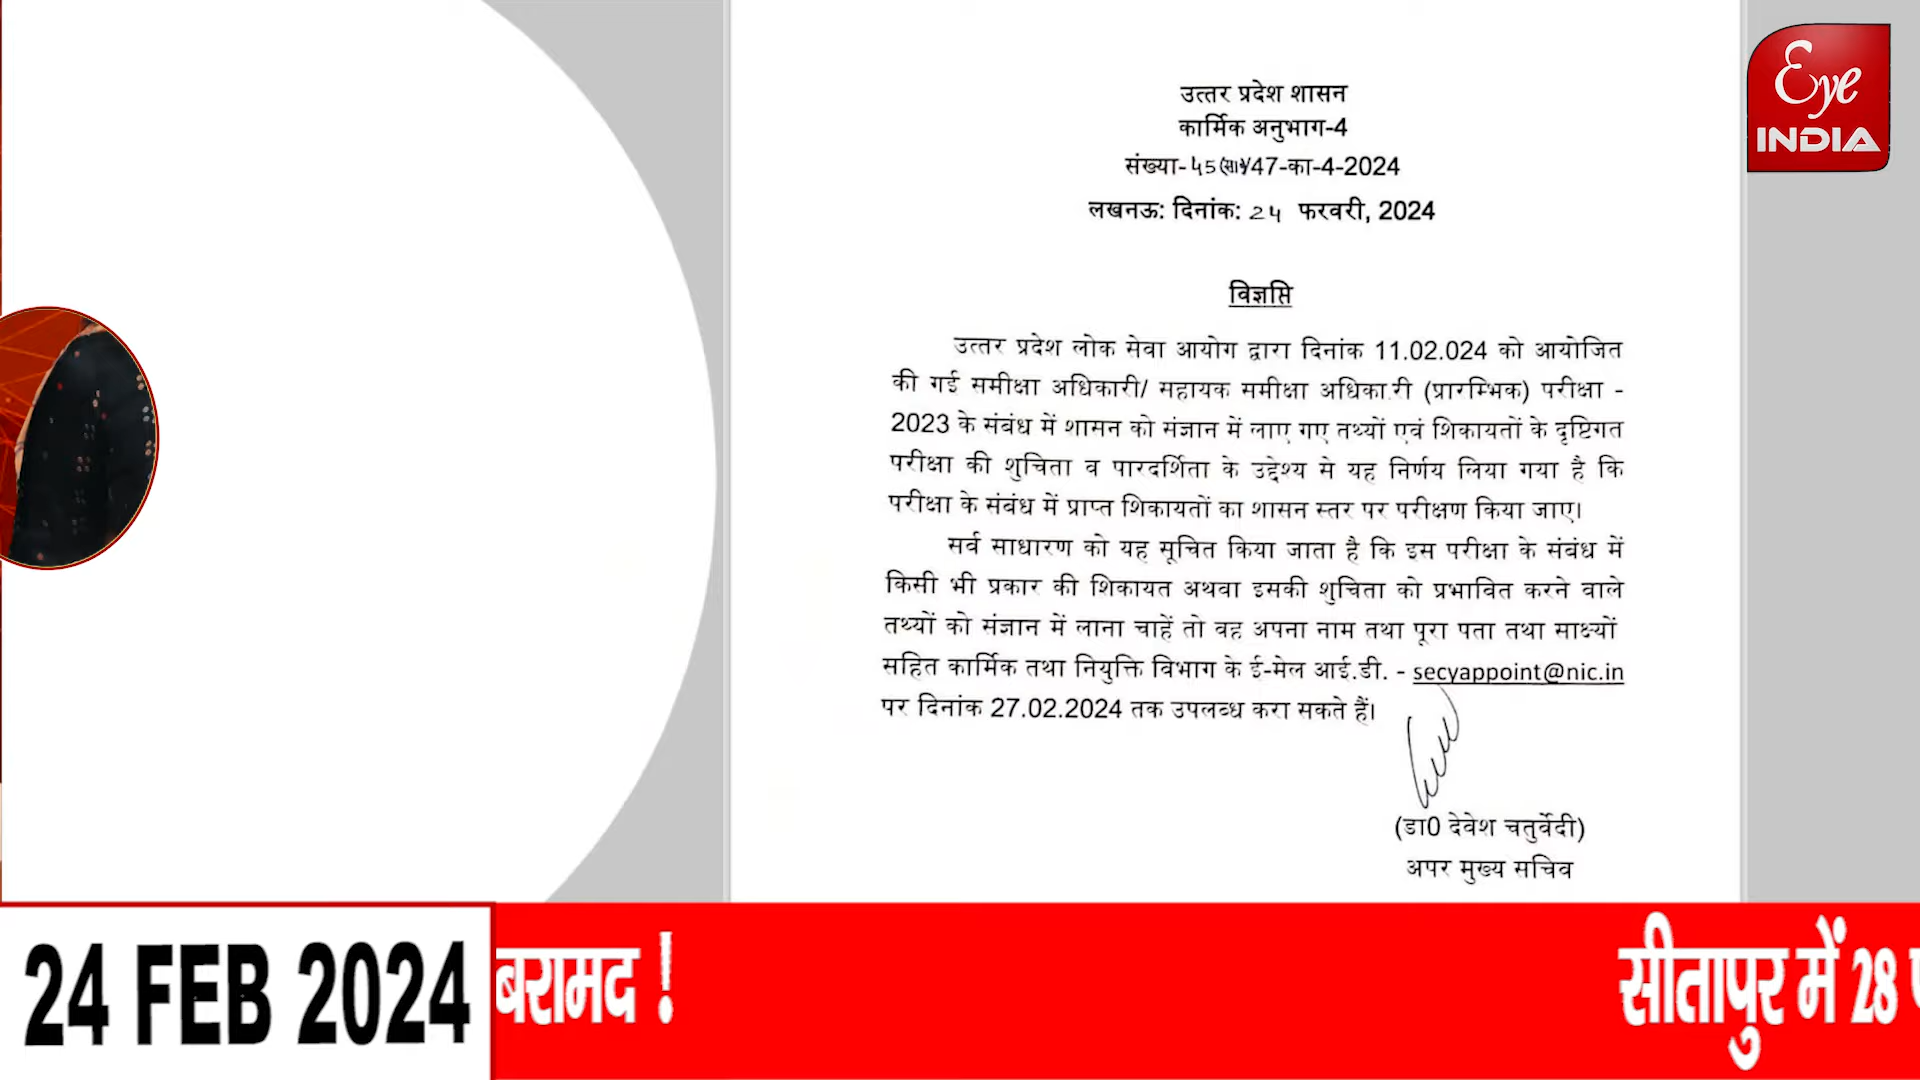 उत्तर प्रदेश शासन
कार्मिक अनुभाग-4
संख्या-45(सा)/47-का-4-2024
लखनऊ: दिनांक: 24 फरवरी, 2024
विज्ञप्ति
उत्तर प्रदेश लोक सेवा आयोग द्वारा दिनांक 11.02.024 को आयोजित
की गई समीक्षा अधिकारी/ सहायक समीक्षा अधिकारी (प्रारम्भिक) परीक्षा -
2023 के संबंध में शासन को संज्ञान में लाए गए तथ्यों एवं शिकायतों के दृष्टिगत
परीक्षा की शुचिता व पारदर्शिता के उद्देश्य से यह निर्णय लिया गया है कि
परीक्षा के संबंध में प्राप्त शिकायतों का शासन स्तर पर परीक्षण किया जाए।
सर्व साधारण को यह सूचित किया जाता है कि इस परीक्षा के संबंध में
किसी भी प्रकार की शिकायत अथवा इसकी शुचिता को प्रभावित करने वाले
तथ्यों को संज्ञान में लाना चाहें तो वह अपना नाम तथा पूरा पता तथा साक्ष्यों
सहित कार्मिक तथा नियुक्ति विभाग के ई-मेल आई.डी. - secyappoint@nic.in
पर दिनांक 27.02.2024 तक उपलब्ध करा सकते हैं।
(डा0 देवेश चतुर्वेदी)
अपर मुख्य सचिव
Eye
INDIA
24 FEB 2024
बरामद !
सीतापुर में 28